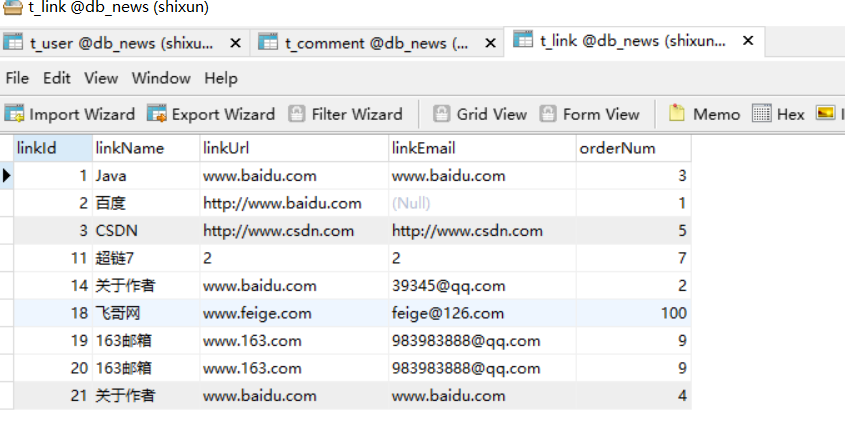 t_link @db_news (shixun)
t_user @db_news (shixu... × t_comment @db_news (... × t_link @db_news (shixun... ×
File Edit View Window Help
Import Wizard Export Wizard Filter Wizard Grid View Form View Memo Hex
linkId linkName linkUrl linkEmail orderNum
1 Java www.baidu.com www.baidu.com 3
2 百度 http://www.baidu.com (Null) 1
3 CSDN http://www.csdn.com http://www.csdn.com 5
11 超链7 2 2 7
14 关于作者 www.baidu.com 39345@qq.com 2
18 飞哥网 www.feige.com feige@126.com 100
19 163邮箱 www.163.com 983983888@qq.com 9
20 163邮箱 www.163.com 983983888@qq.com 9
21 关于作者 www.baidu.com www.baidu.com 4